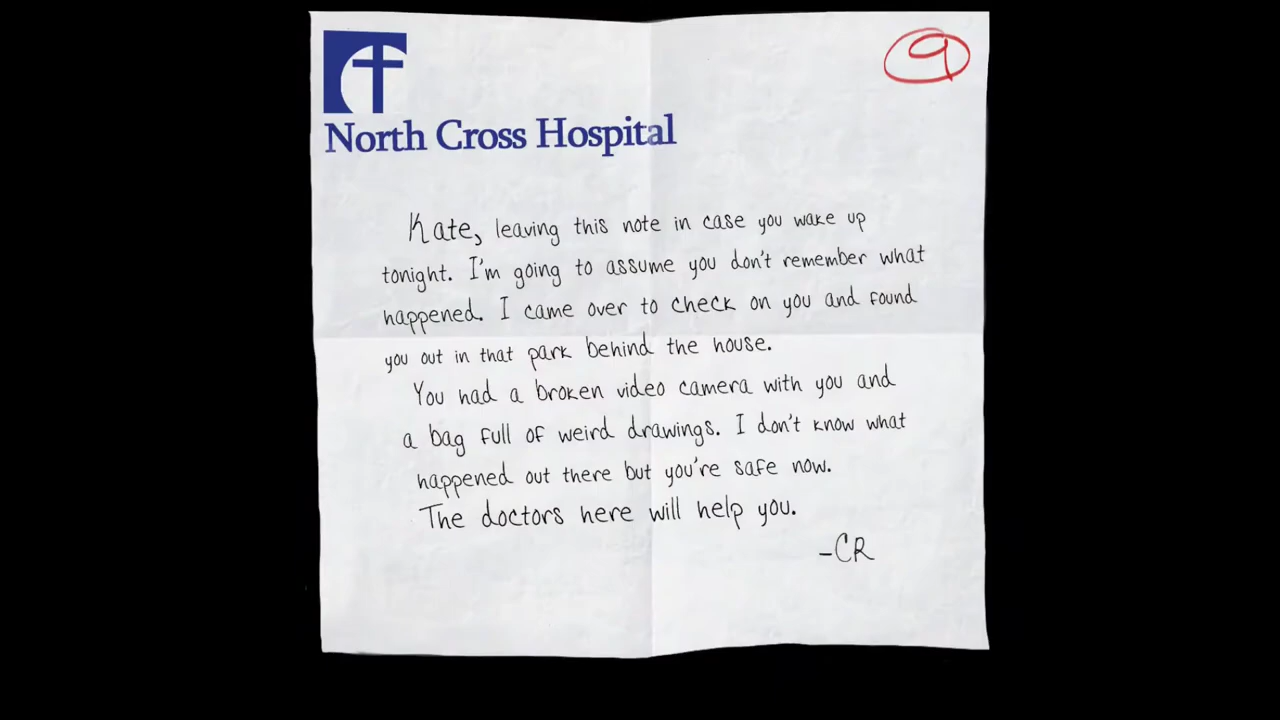 9
North Cross Hospital
Kate, leaving this note in case you wake up
tonight. I'm going to assume you don't remember what
happened. I came over to check on you and found
you out in that park behind the house.
You had a broken video camera with you and
a bag full of weird drawings. I don't know what
happened out there but you're safe now.
The doctors here will help you.
-CR